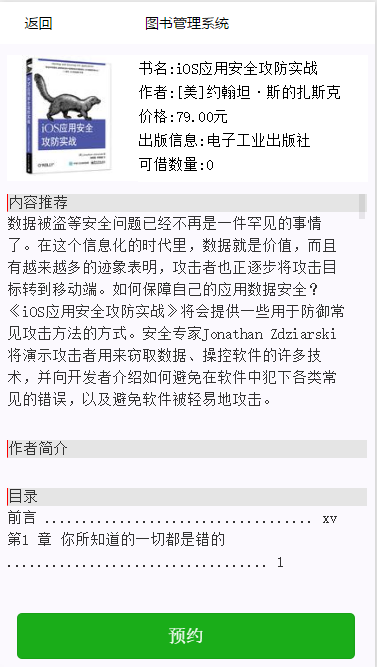 返回
图书管理系统
iOS应用安全
攻防实战
书名:iOS应用安全攻防实战
作者:[美]约翰坦·斯的扎斯克
价格:79.00元
出版信息:电子工业出版社
可借数量:0
内容推荐
数据被盗等安全问题已经不再是一件罕见的事情
了。在这个信息化的时代里，数据就是价值，而且
有越来越多的迹象表明，攻击者也正逐步将攻击目
标转到移动端。如何保障自己的应用数据安全？
《iOS应用安全攻防实战》将会提供一些用于防御常
见攻击方法的方式。安全专家Jonathan Zdziarski
将演示攻击者用来窃取数据、操控软件的许多技
术，并向开发者介绍如何避免在软件中犯下各类常
见的错误，以及避免软件被轻易地攻击。
作者简介
目录
前言 ................................. xv
第1 章 你所知道的一切都是错的
................................ 1
预约